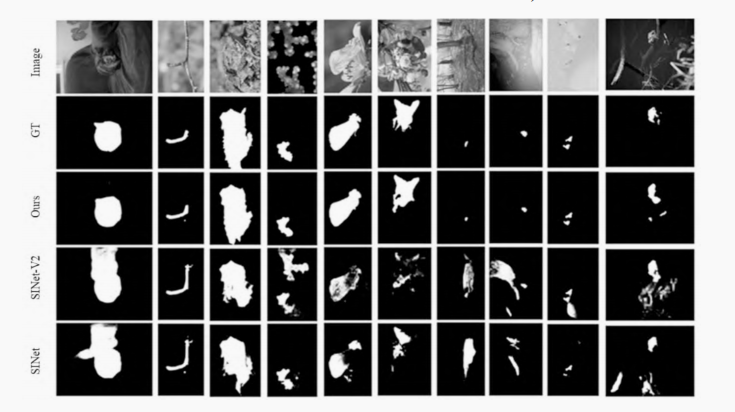 Image
GT
Ours
SINet-V2
SINet